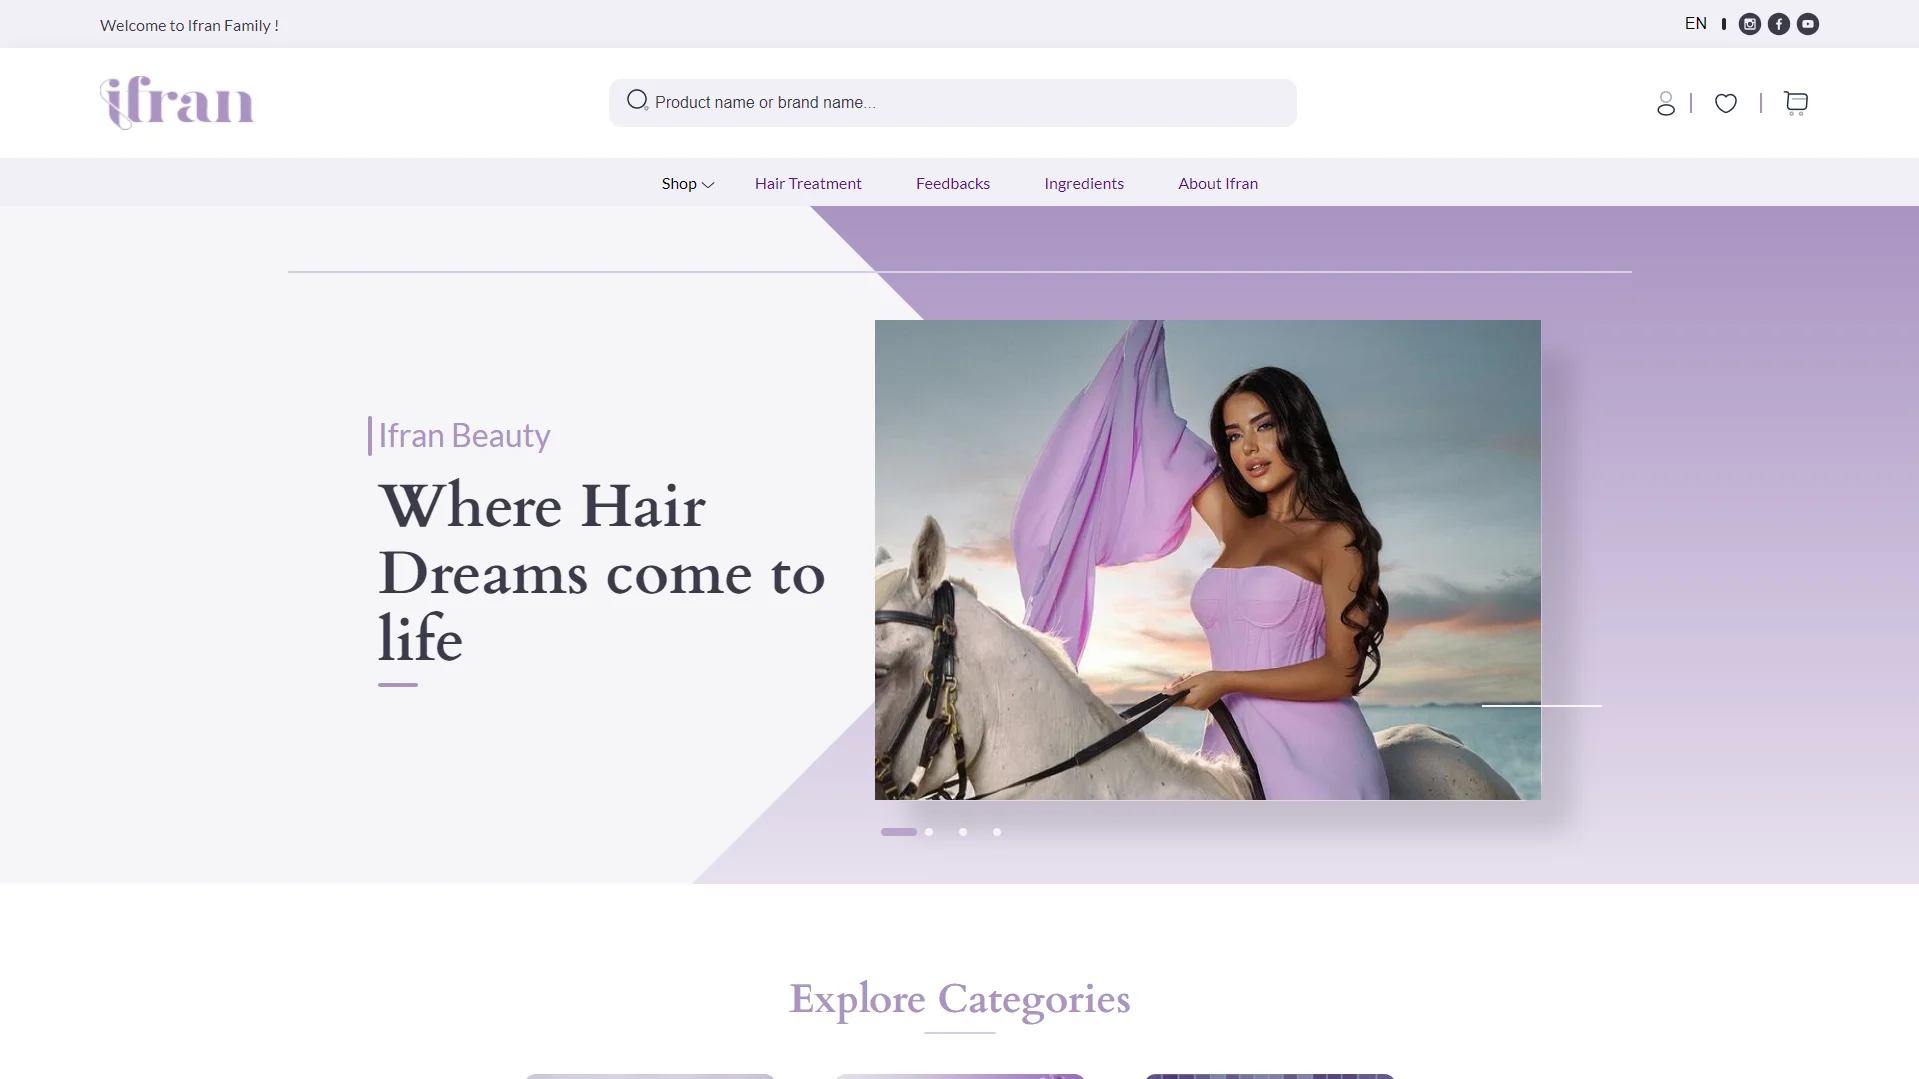 Welcome to Ifran Family !
EN
ifran
Product name or brand name...
Shop
Hair Treatment
Feedbacks
Ingredients
About Ifran
Ifran Beauty
Where Hair
Dreams come to
life
Explore Categories